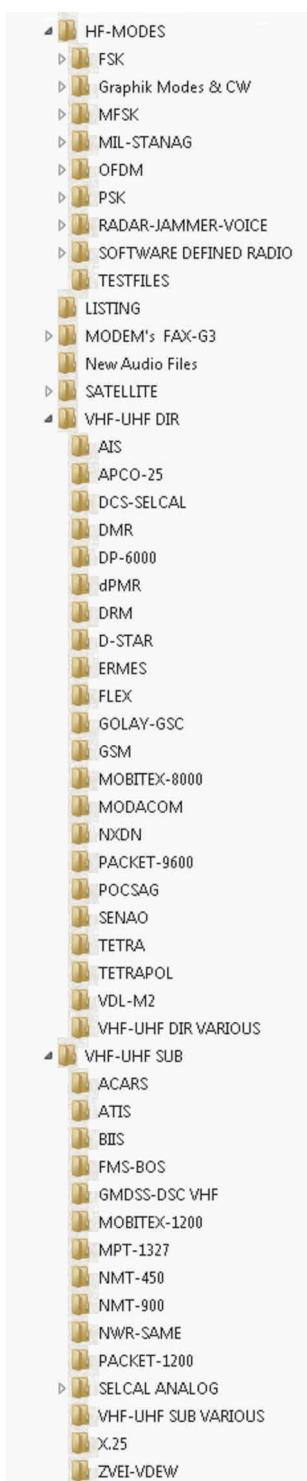 HF-MODES
FSK
Graphik Modes & CW
MFSK
MIL-STANAG
OFDM
PSK
RADAR-JAMMER-VOICE
SOFTWARE DEFINED RADIO
TESTFILES
LISTING
MODEM's FAX-G3
New Audio Files
SATELLITE
VHF-UHF DIR
AIS
APCO-25
DCS-SELCAL
DMR
DP-6000
dPMR
DRM
D-STAR
ERMES
FLEX
GOLAY-GSC
GSM
MOBITEX-8000
MODACOM
NXDN
PACKET-9600
POCSAG
SENAO
TETRA
TETRAPOL
VDL-M2
VHF-UHF DIR VARIOUS
VHF-UHF SUB
ACARS
ATIS
BIIS
FMS-BOS
GMDSS-DSC VHF
MOBITEX-1200
MPT-1327
NMT-450
NMT-900
NWR-SAME
PACKET-1200
SELCAL ANALOG
VHF-UHF SUB VARIOUS
X.25
ZVEI-VDEW